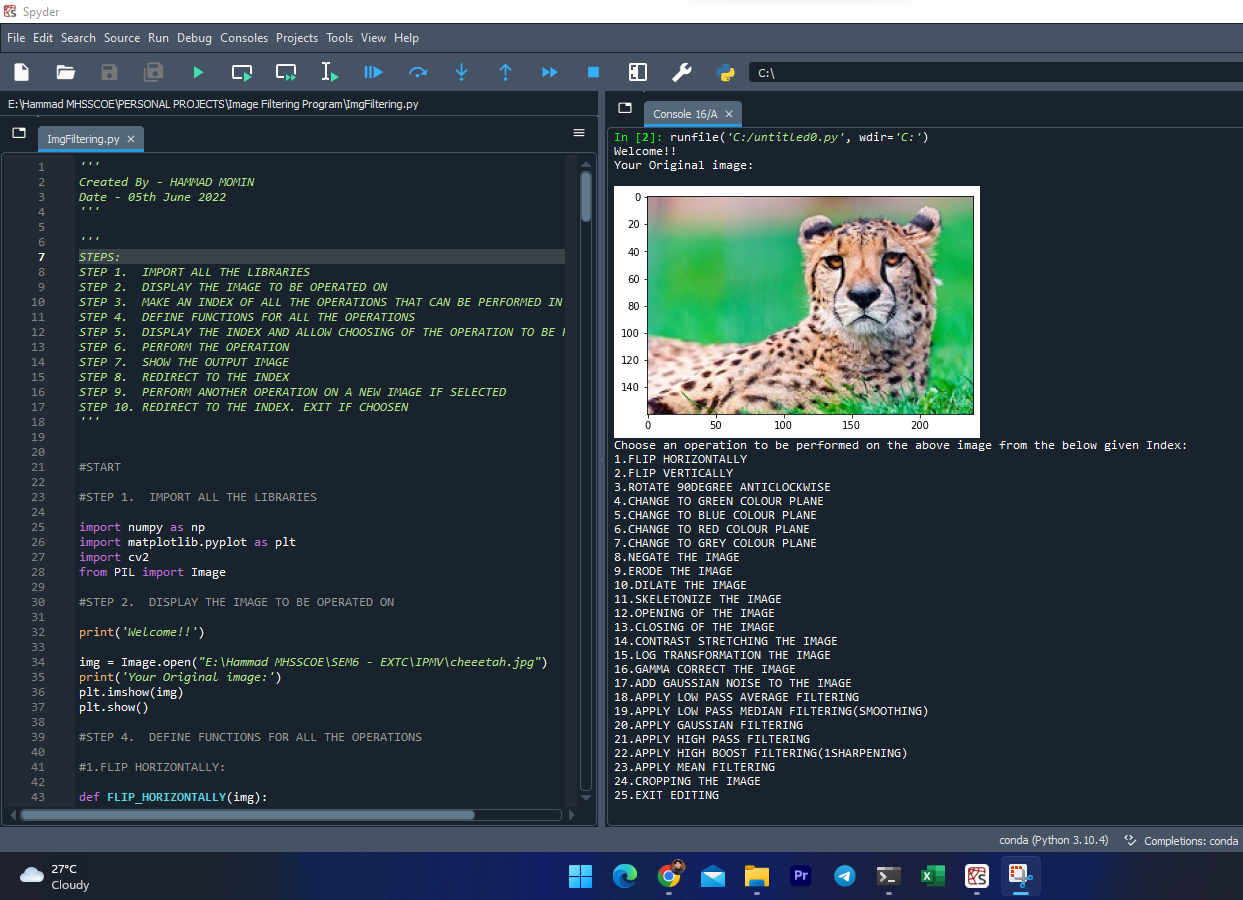 Spyder
File Edit Search Source Run Debug Consoles Projects Tools View Help
C:\
E:\Hammad MHSSCOE\PERSONAL PROJECTS\Image Filtering Program\ImgFiltering.py
ImgFiltering.py
1 '''
2 Created By - HAMMAD MOMIN
3 Date - 05th June 2022
4 '''
5
6 '''
7 STEPS:
8 STEP 1. IMPORT ALL THE LIBRARIES
9 STEP 2. DISPLAY THE IMAGE TO BE OPERATED ON
10 STEP 3. MAKE AN INDEX OF ALL THE OPERATIONS THAT CAN BE PERFORMED IN
11 STEP 4. DEFINE FUNCTIONS FOR ALL THE OPERATIONS
12 STEP 5. DISPLAY THE INDEX AND ALLOW CHOOSING OF THE OPERATION TO BE
13 STEP 6. PERFORM THE OPERATION
14 STEP 7. SHOW THE OUTPUT IMAGE
15 STEP 8. REDIRECT TO THE INDEX
16 STEP 9. PERFORM ANOTHER OPERATION ON A NEW IMAGE IF SELECTED
17 STEP 10. REDIRECT TO THE INDEX. EXIT IF CHOOSEN
18 '''
19
20
21 #START
22
23 #STEP 1. IMPORT ALL THE LIBRARIES
24
25 import numpy as np
26 import matplotlib.pyplot as plt
27 import cv2
28 from PIL import Image
29
30 #STEP 2. DISPLAY THE IMAGE TO BE OPERATED ON
31
32 print('Welcome!!')
33
34 img = Image.open("E:\Hammad MHSSCOE\SEM6 - EXTC\IPMV\cheeetah.jpg")
35 print('Your Original image:')
36 plt.imshow(img)
37 plt.show()
38
39 #STEP 4. DEFINE FUNCTIONS FOR ALL THE OPERATIONS
40
41 #1.FLIP HORIZONTALLY:
42
43 def FLIP_HORIZONTALLY(img):
Console 16/A
In [2]: runfile('C:/untitled0.py', wdir='C:')
Welcome!!
Your Original image:
0
20
40
60
80
100
120
140
0 50 100 150 200
Choose an operation to be performed on the above image from the below given Index:
1.FLIP HORIZONTALLY
2.FLIP VERTICALLY
3.ROTATE 90DEGREE ANTICLOCKWISE
4.CHANGE TO GREEN COLOUR PLANE
5.CHANGE TO BLUE COLOUR PLANE
6.CHANGE TO RED COLOUR PLANE
7.CHANGE TO GREY COLOUR PLANE
8.NEGATE THE IMAGE
9.ERODE THE IMAGE
10.DILATE THE IMAGE
11.SKELETONIZE THE IMAGE
12.OPENING OF THE IMAGE
13.CLOSING OF THE IMAGE
14.CONTRAST STRETCHING THE IMAGE
15.LOG TRANSFORMATION THE IMAGE
16.GAMMA CORRECT THE IMAGE
17.ADD GAUSSIAN NOISE TO THE IMAGE
18.APPLY LOW PASS AVERAGE FILTERING
19.APPLY LOW PASS MEDIAN FILTERING(SMOOTHING)
20.APPLY GAUSSIAN FILTERING
21.APPLY HIGH PASS FILTERING
22.APPLY HIGH BOOST FILTERING(1SHARPENING)
23.APPLY MEAN FILTERING
24.CROPPING THE IMAGE
25.EXIT EDITING
conda (Python 3.10.4) Completions: conda
27°C
Cloudy
Pr